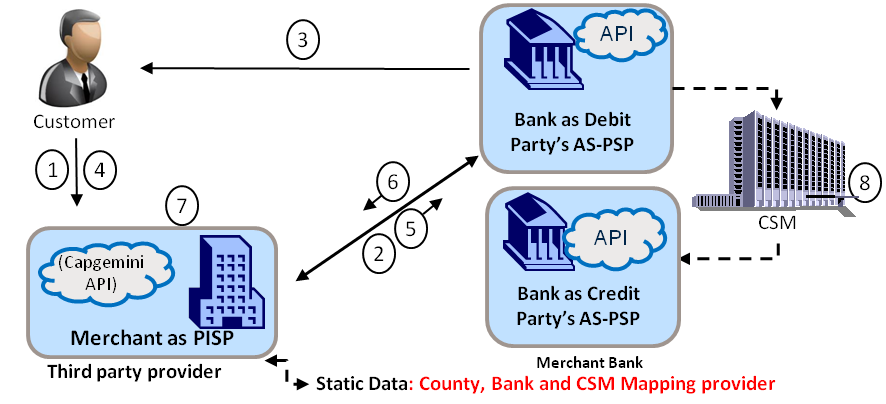 3
API
Customer
Bank as Debit
Party's AS-PSP
1
4
6
8
7
5
CSM
2
API
(Capgemini
API)
Bank as Credit
Party's AS-PSP
Merchant as PISP
Merchant Bank
Third party provider
Static Data: County, Bank and CSM Mapping provider